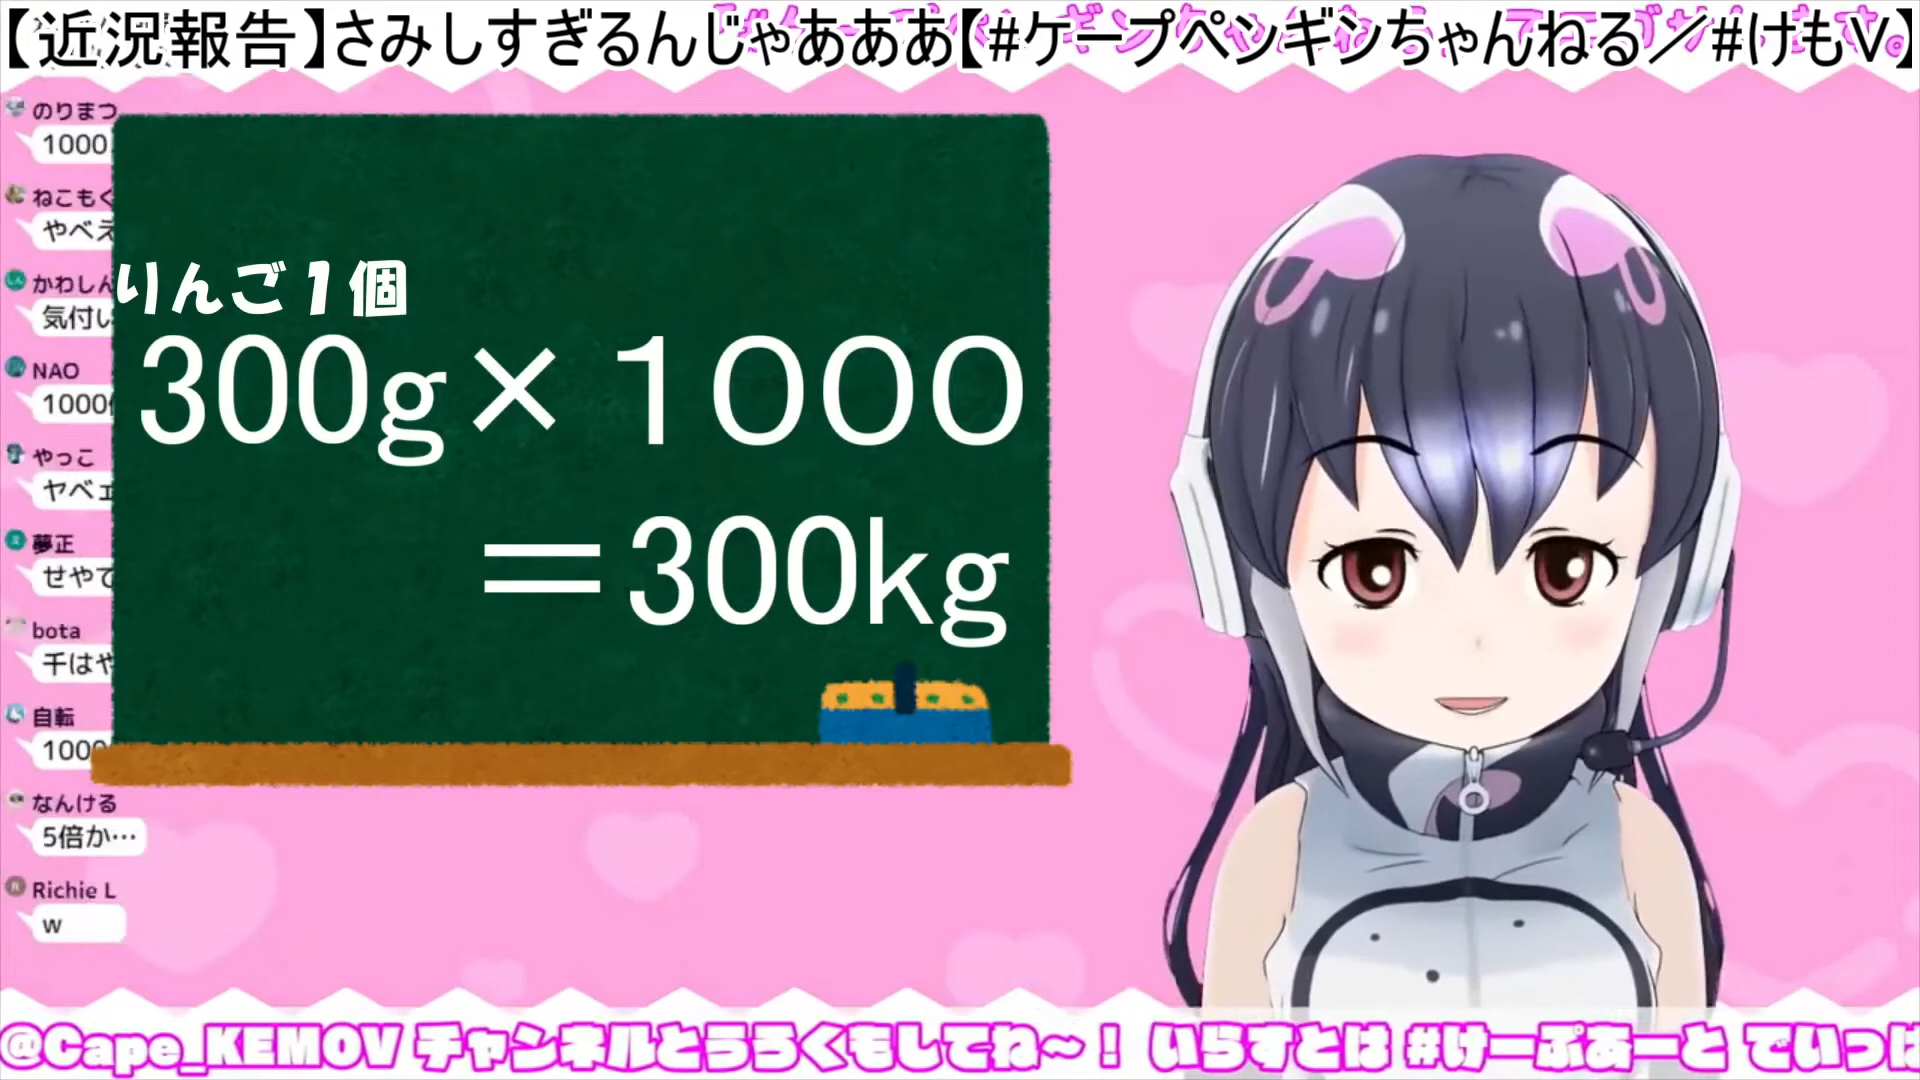 【近況報告】さみしすぎるんじゃあああ【#ケープペンギンちゃんねる／#けもV】
のりまつ
1000
ねこもく
やべえ
かわしん
気付い
NAO
1000
やっこ
ヤベェ
夢正
せやて
bota
千はや
自転
1000
なんける
5倍か…
Richie L
w
りんご１個
300g×１０００
＝300kg
@Cape_KEMOV チャンネルとうろくもしてね～！ いらすとは #けーぷあーと でいっぱ